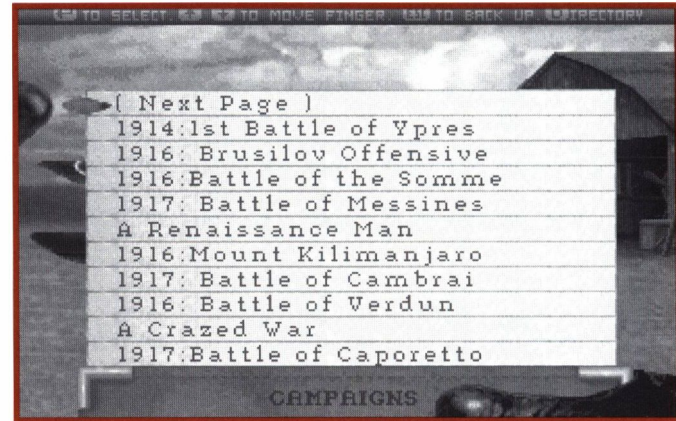 TO SELECT. TO MOVE FINGER. TO BACK UP. DIRECTORY
( Next Page )
1914:1st Battle of Ypres
1916: Brusilov Offensive
1916:Battle of the Somme
1917: Battle of Messines
A Renaissance Man
1916:Mount Kilimanjaro
1917: Battle of Cambrai
1916: Battle of Verdun
A Crazed War
1917:Battle of Caporetto
CAMPAIGNS